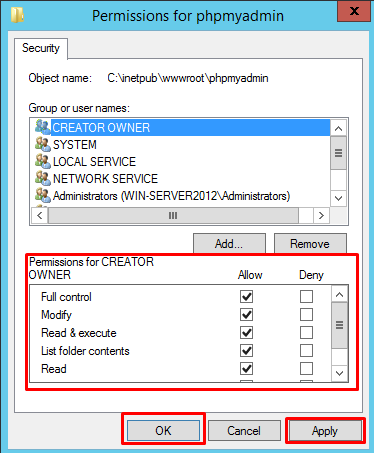 Permissions for phpmyadmin
x
Security
Object name: C:\inetpub\wwwroot\phpmyadmin
Group or user names:
CREATOR OWNER
SYSTEM
LOCAL SERVICE
NETWORK SERVICE
Administrators (WIN-SERVER2012\Administrators)
Add... Remove
Permissions for CREATOR
OWNER Allow Deny
Full control
Modify
Read & execute
List folder contents
Read
OK Cancel Apply